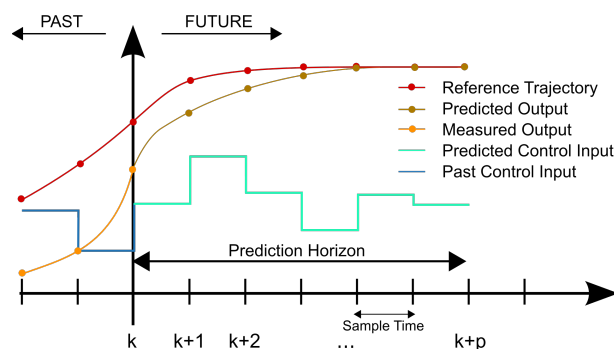 PAST
FUTURE
Reference Trajectory
Predicted Output
Measured Output
Predicted Control Input
Past Control Input
Prediction Horizon
Sample Time
k
k+1
k+2
...
k+p